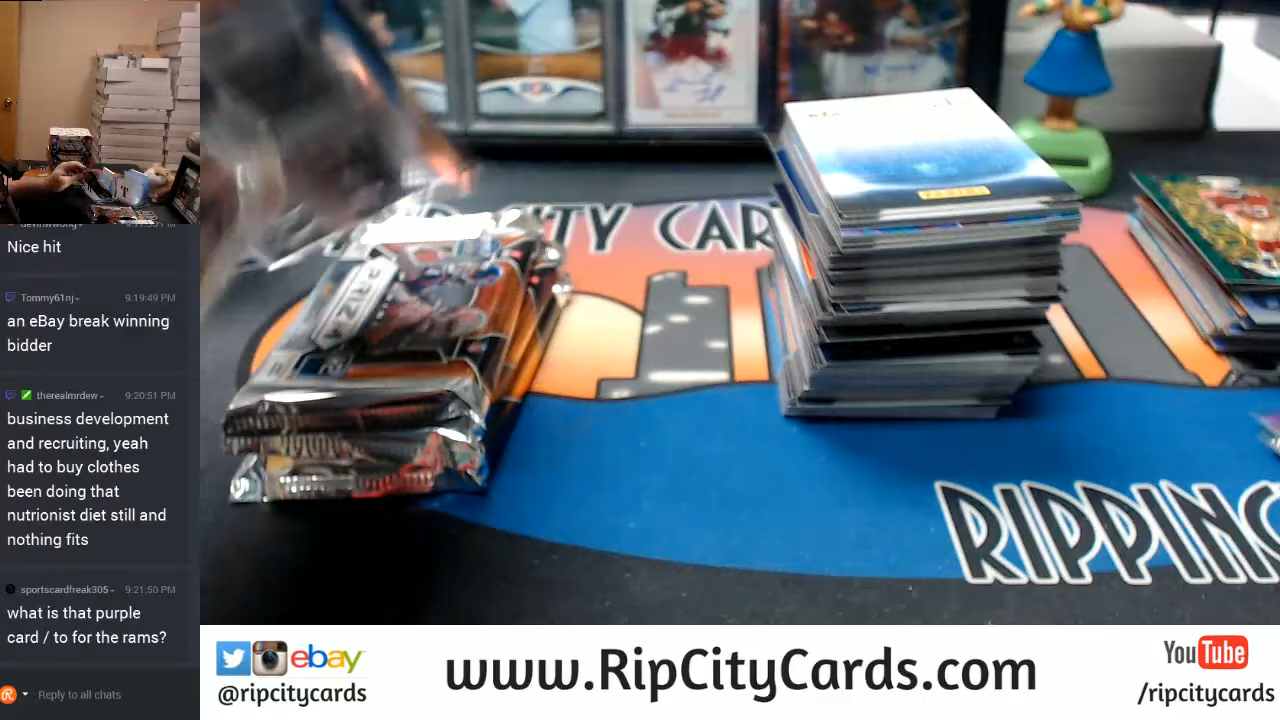 Nice hit
Tommy61nj 9:19:49 PM
an eBay break winning
bidder
therealmrdew 9:20:51 PM
business development
and recruiting, yeah
had to buy clothes
been doing that
nutrionist diet still and
nothing fits
sportscardfreak305 9:21:50 PM
what is that purple
card / to for the rams?
Reply to all chats
CITY CAR
PRIZM
PANINI
RIPPING
ebay
@ripcitycards
www.RipCityCards.com
YouTube
/ripcitycards